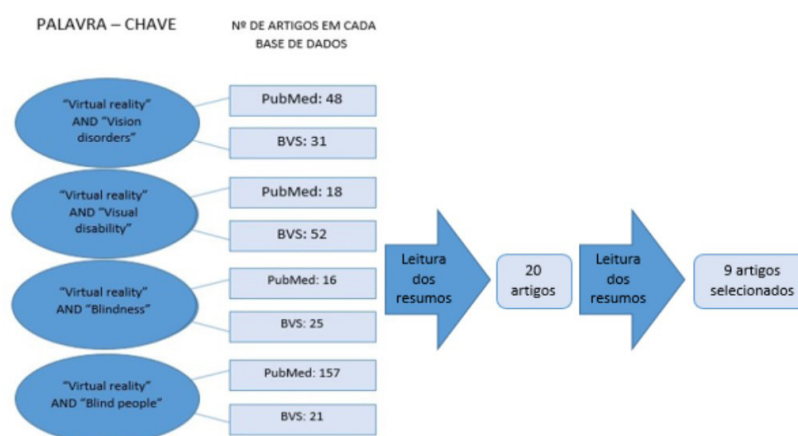 PALAVRA – CHAVE
Nº DE ARTIGOS EM CADA
BASE DE DADOS
"Virtual reality"
AND "Vision
disorders"
PubMed: 48
BVS: 31
"Virtual reality"
AND "Visual
disability"
PubMed: 18
BVS: 52
"Virtual reality"
AND "Blindness"
PubMed: 16
BVS: 25
"Virtual reality"
AND "Blind people"
PubMed: 157
BVS: 21
Leitura
dos
resumos
20
artigos
Leitura
dos
resumos
9 artigos
selecionados